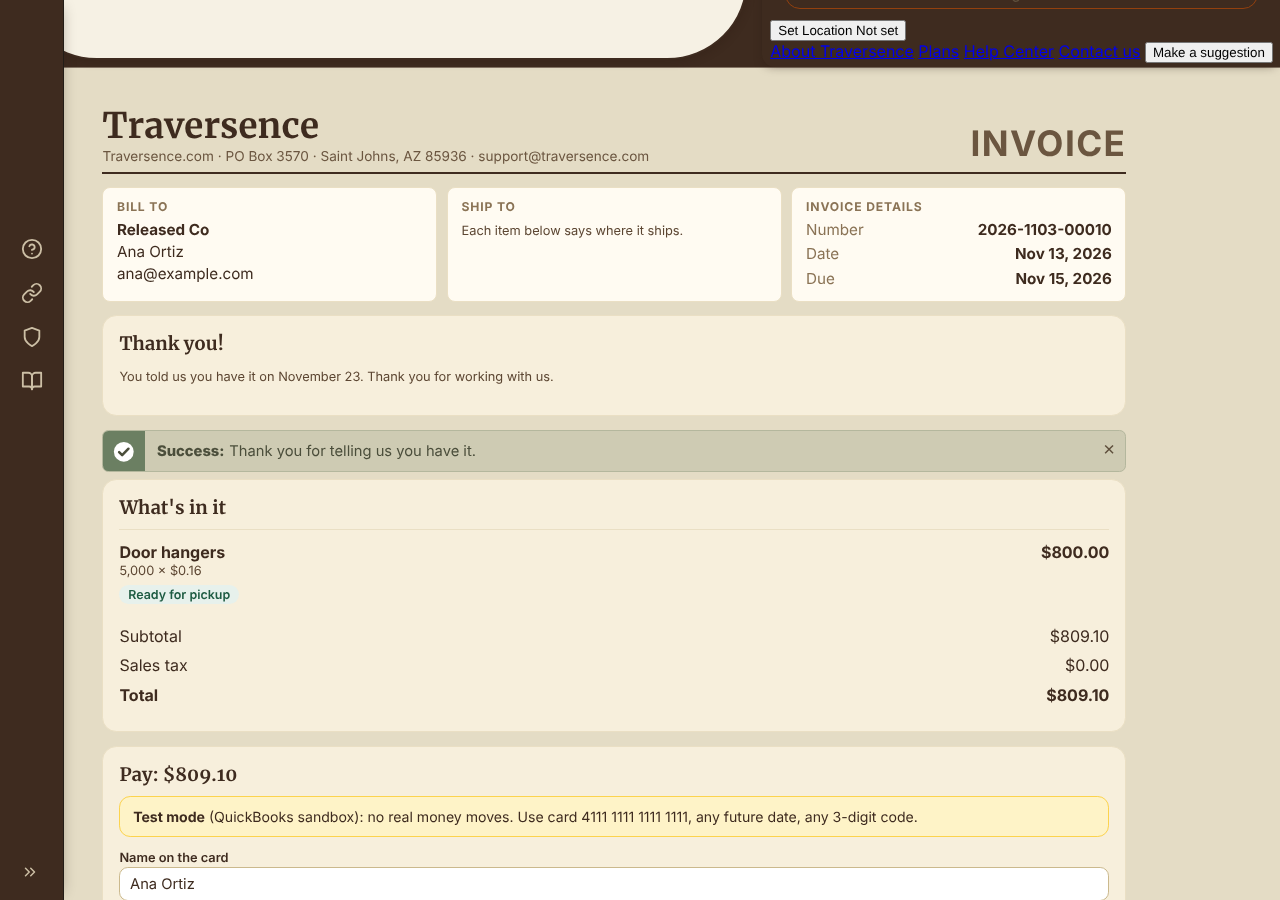 Set Location Not set
About Traversence Plans Help Center Contact us Make a suggestion
Traversence
Traversence.com · PO Box 3570 · Saint Johns, AZ 85936 · support@traversence.com
INVOICE
BILL TO
Released Co
Ana Ortiz
ana@example.com
SHIP TO
Each item below says where it ships.
INVOICE DETAILS
Number 2026-1103-00010
Date Nov 13, 2026
Due Nov 15, 2026
Thank you!
You told us you have it on November 23. Thank you for working with us.
Success: Thank you for telling us you have it.
What's in it
Door hangers $800.00
5,000 × $0.16
Ready for pickup
Subtotal $809.10
Sales tax $0.00
Total $809.10
Pay: $809.10
Test mode (QuickBooks sandbox): no real money moves. Use card 4111 1111 1111 1111, any future date, any 3-digit code.
Name on the card
Ana Ortiz